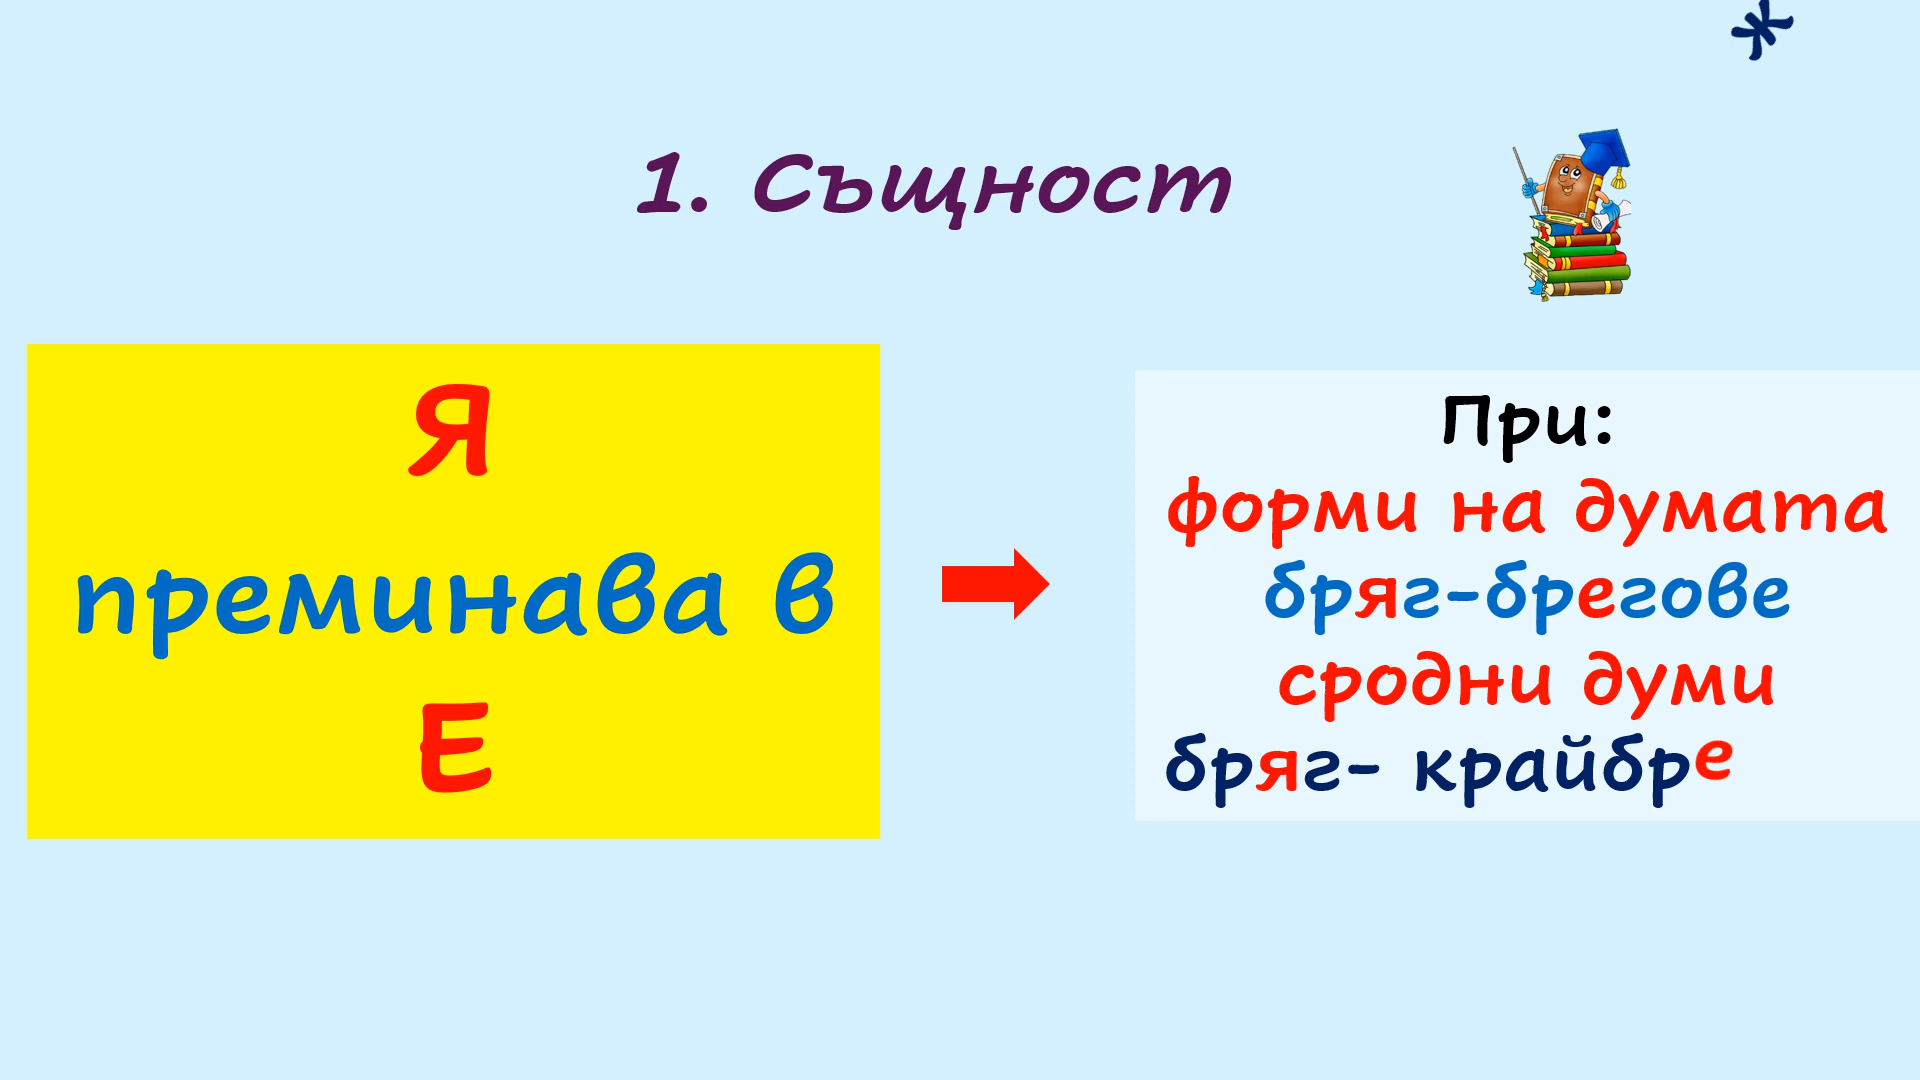 ж
1. Същност
Я
преминава в
Е
При:
форми на думата
бряг-брегове
сродни думи
бряг- крайбре